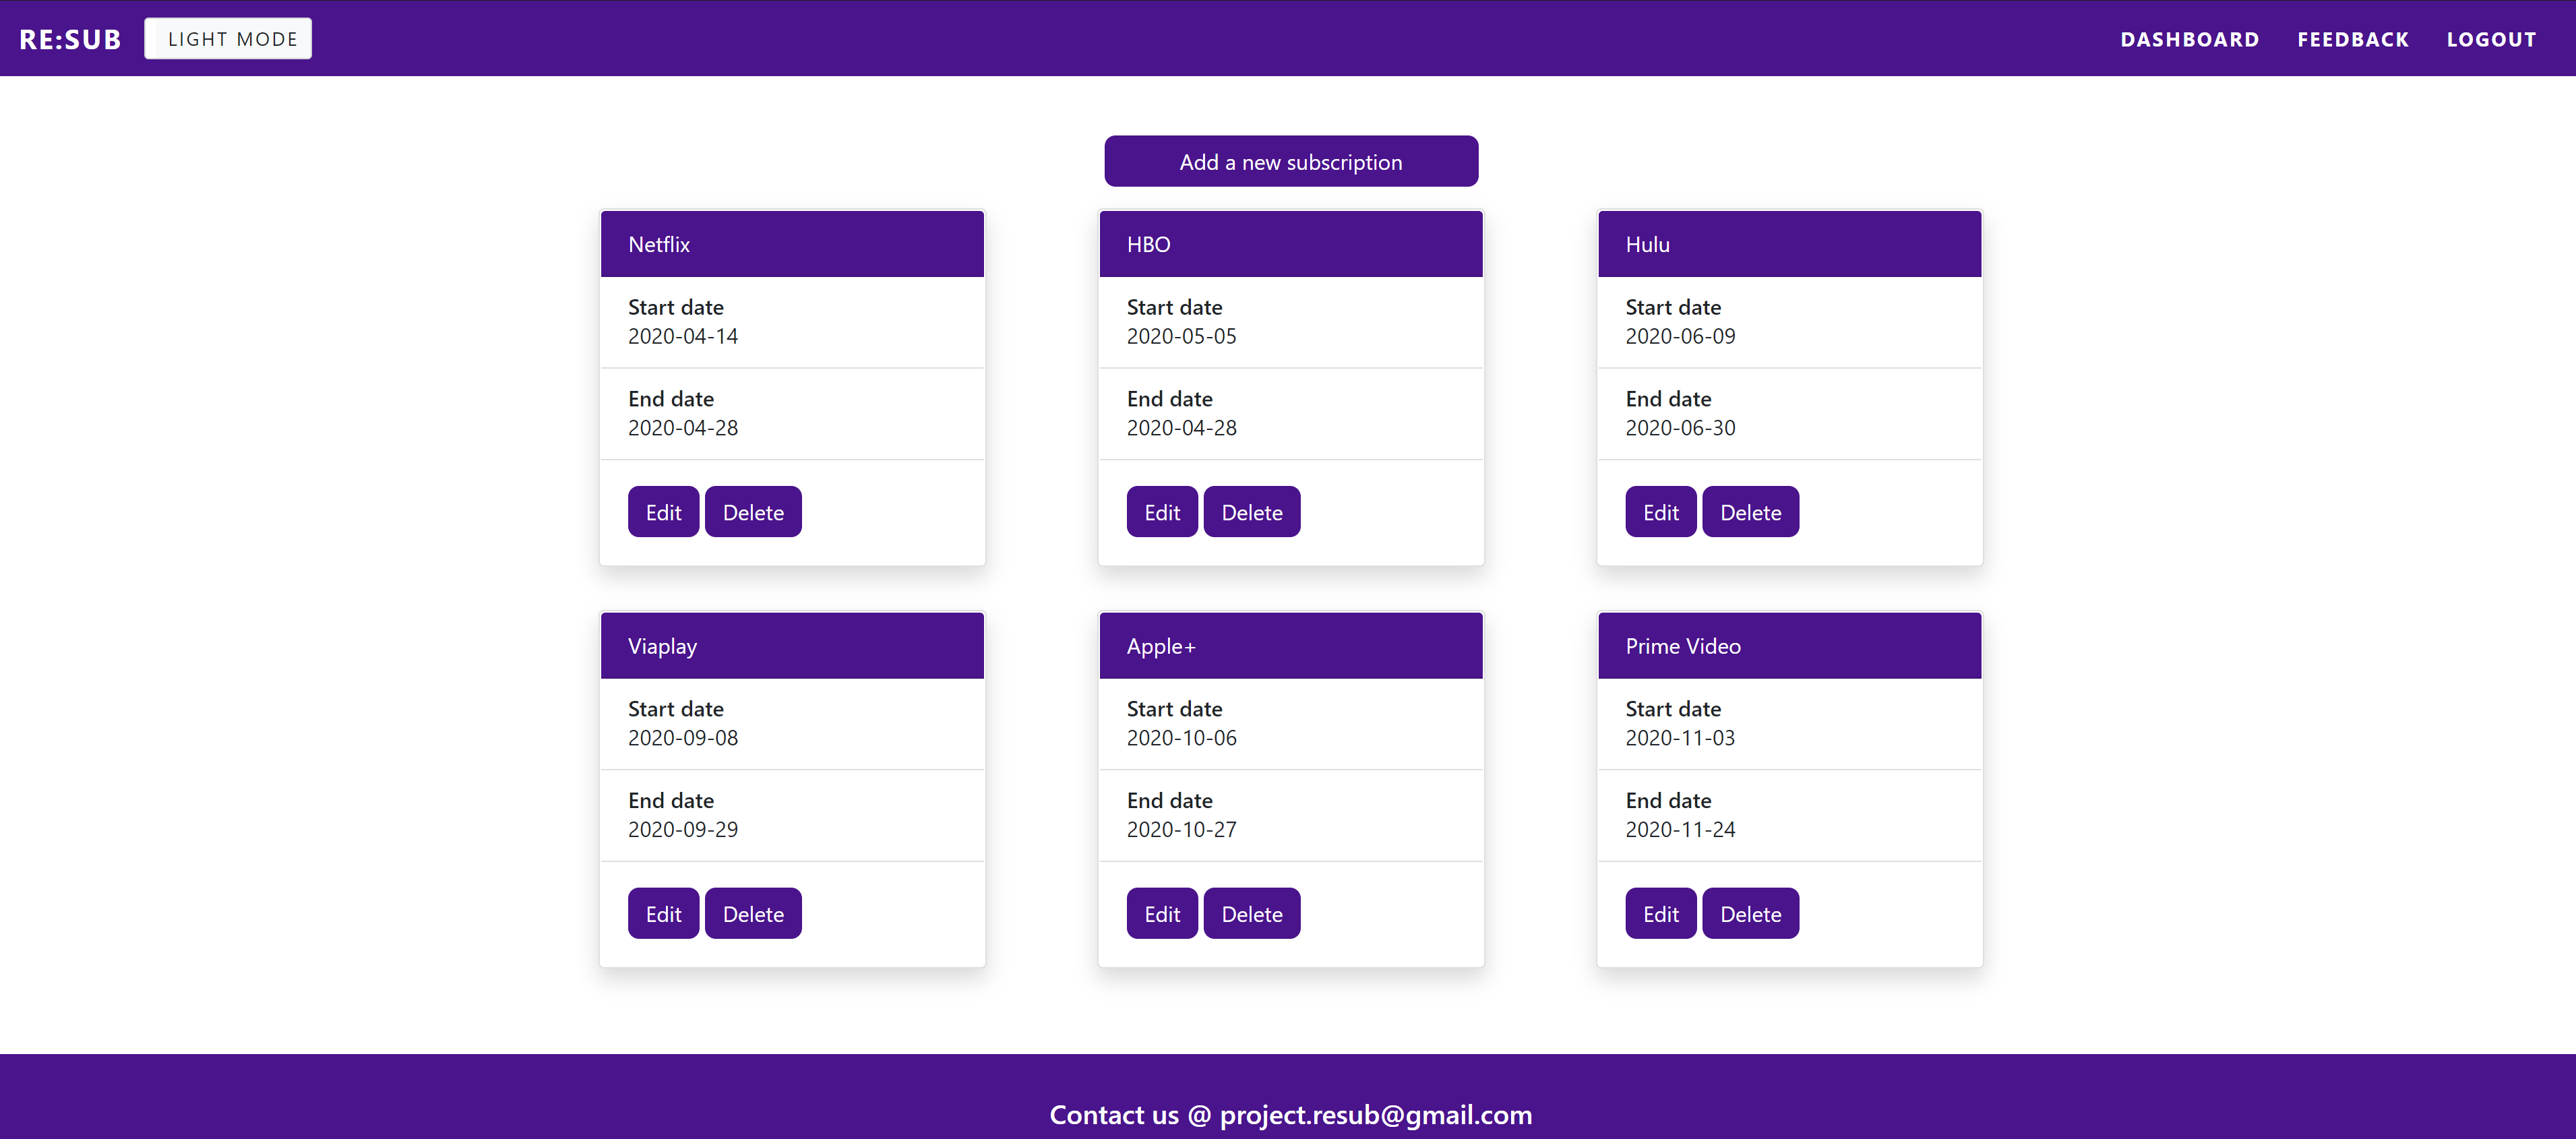 RE:SUB
LIGHT MODE
DASHBOARD
FEEDBACK
LOGOUT
Add a new subscription
Netflix
Start date
2020-04-14
End date
2020-04-28
Edit
Delete
HBO
Start date
2020-05-05
End date
2020-04-28
Edit
Delete
Hulu
Start date
2020-06-09
End date
2020-06-30
Edit
Delete
Viaplay
Start date
2020-09-08
End date
2020-09-29
Edit
Delete
Apple+
Start date
2020-10-06
End date
2020-10-27
Edit
Delete
Prime Video
Start date
2020-11-03
End date
2020-11-24
Edit
Delete
Contact us @ project.resub@gmail.com